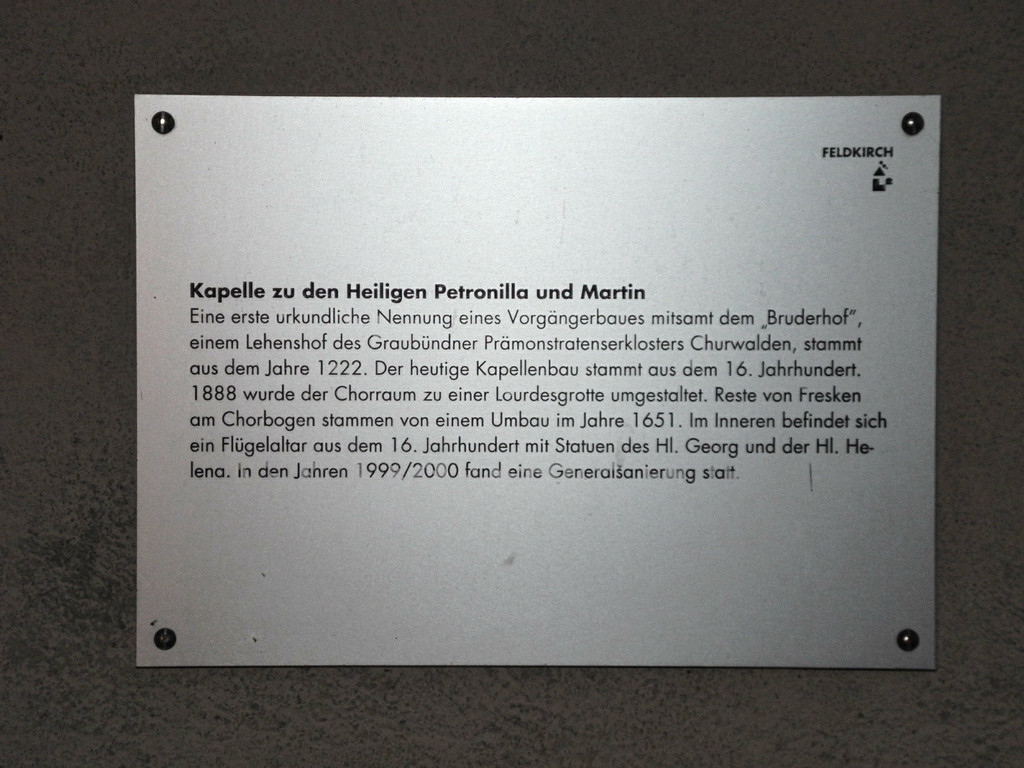 FELDKIRCH
Kapelle zu den Heiligen Petronilla und Martin
Eine erste urkundliche Nennung eines Vorgängerbaues mitsamt dem „Bruderhof”,
einem Lehenshof des Graubündner Prämonstratenserklosters Churwalden, stammt
aus dem Jahre 1222. Der heutige Kapellenbau stammt aus dem 16. Jahrhundert.
1888 wurde der Chorraum zu einer Lourdesgrotte umgestaltet. Reste von Fresken
am Chorbogen stammen von einem Umbau im Jahre 1651. Im Inneren befindet sich
ein Flügelaltar aus dem 16. Jahrhundert mit Statuen des Hl. Georg und der Hl. He-
lena. In den Jahren 1999/2000 fand eine Generalsanierung statt.